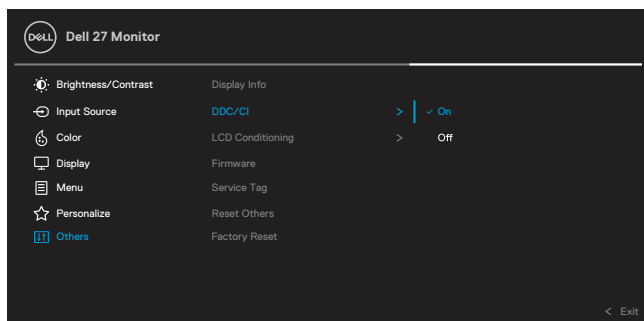 DELL Dell 27 Monitor
Brightness/Contrast Display Info
Input Source DDC/CI > ✓ On
Color LCD Conditioning > Off
Display Firmware
Menu Service Tag
Personalize Reset Others
Others Factory Reset
< Exit